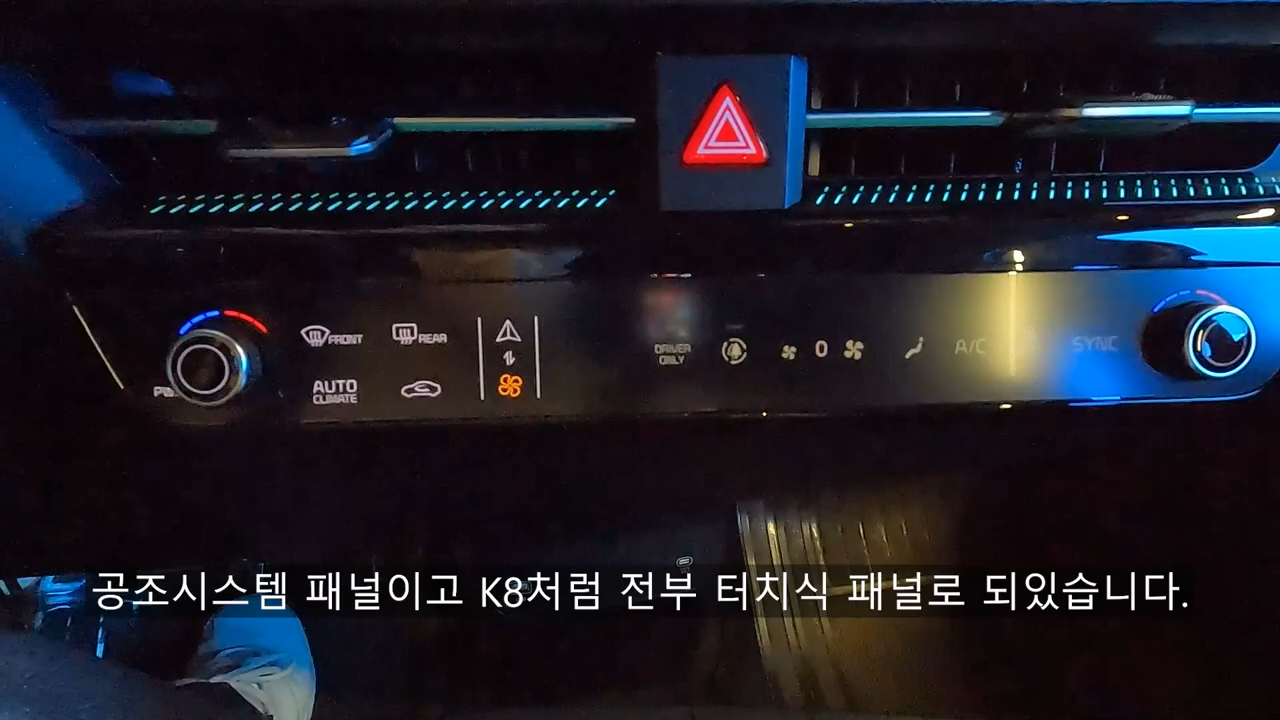 FRONT
REAR
AUTO
CLIMATE
DRIVER
ONLY
0
A/C
SYNC
공조시스템 패널이고 K8처럼 전부 터치식 패널로 되있습니다.